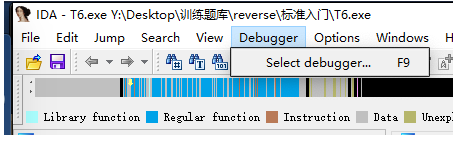 IDA - T6.exe Y:\Desktop\训练题库\reverse\标准入门\T6.exe
File Edit Jump Search View Debugger Options Windows
Select debugger... F9
Library function Regular function Instruction Data Unexpl